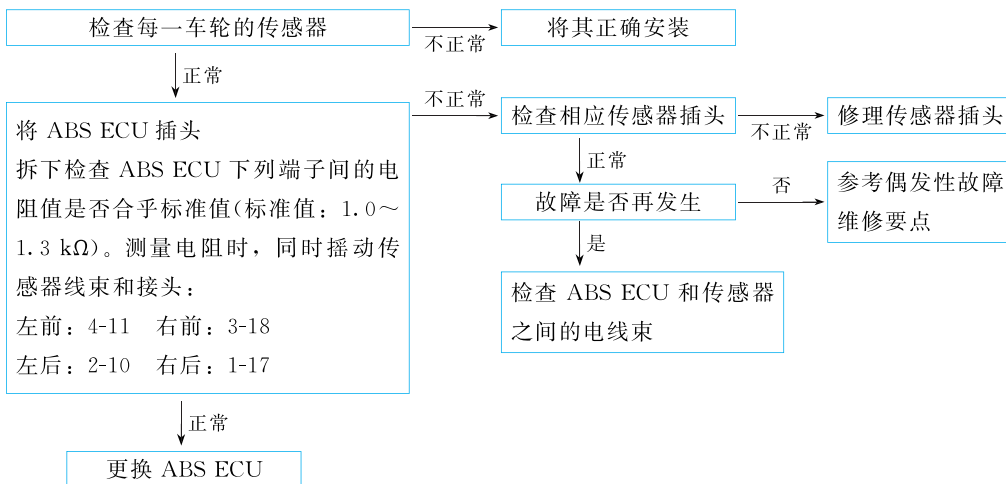 检查每一车轮的传感器
不正常
将其正确安装
正常
将 ABS ECU 插头
拆下检查 ABS ECU 下列端子间的电
阻值是否合乎标准值(标准值：1.0～
1.3 kΩ)。测量电阻时，同时摇动传
感器线束和接头：
左前：4-11 右前：3-18
左后：2-10 右后：1-17
不正常
检查相应传感器插头
不正常
修理传感器插头
正常
故障是否再发生
否
参考偶发性故障
维修要点
是
检查 ABS ECU 和传感器
之间的电线束
正常
更换 ABS ECU